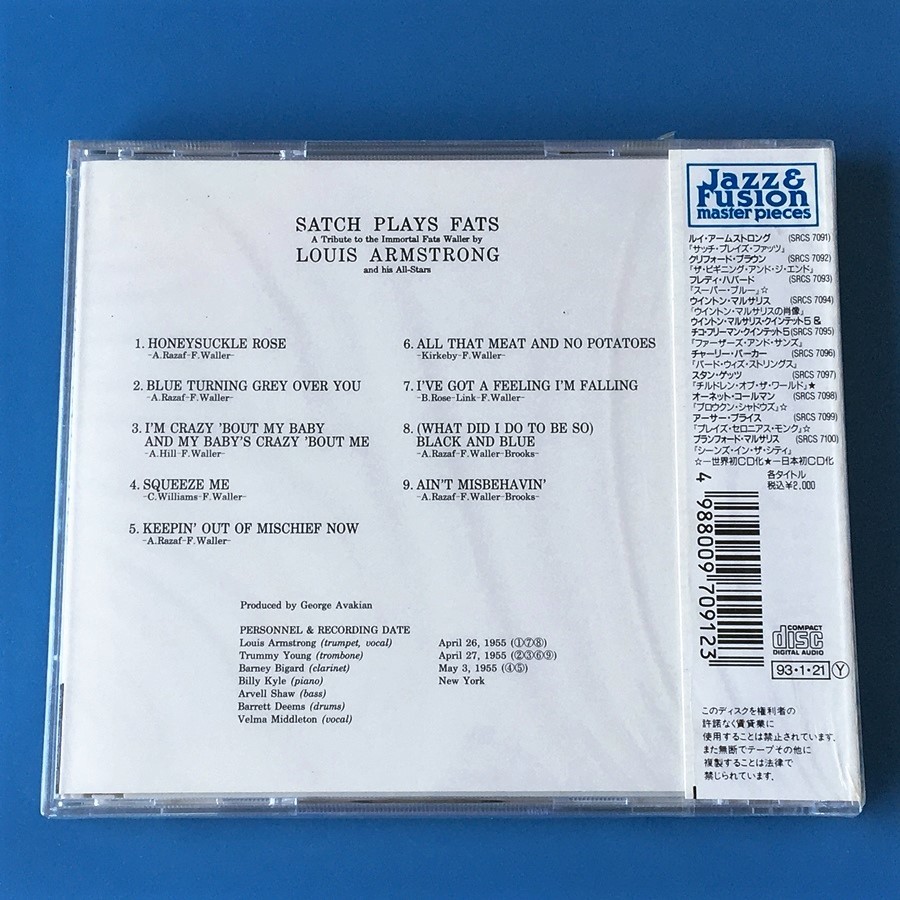 SATCH PLAYS FATS
A Tribute to the Immortal Fats Waller by
LOUIS ARMSTRONG
and his All-Stars
1. HONEYSUCKLE ROSE
-A.Razaf-F.Waller-
2. BLUE TURNING GREY OVER YOU
-A.Razaf-F.Waller-
3. I'M CRAZY 'BOUT MY BABY
AND MY BABY'S CRAZY 'BOUT ME
-A.Hill-F.Waller-
4. SQUEEZE ME
-C.Williams-F.Waller-
5. KEEPIN' OUT OF MISCHIEF NOW
-A.Razaf-F.Waller-
6. ALL THAT MEAT AND NO POTATOES
-Kirkeby-F.Waller-
7. I'VE GOT A FEELING I'M FALLING
-B.Rose-Link-F.Waller-
8. (WHAT DID I DO TO BE SO)
BLACK AND BLUE
-A.Razaf-F.Waller-Brooks-
9. AIN'T MISBEHAVIN'
-A.Razaf-F.Waller-Brooks-
Produced by George Avakian
PERSONNEL & RECORDING DATE
Louis Armstrong (trumpet, vocal)
Trummy Young (trombone)
Barney Bigard (clarinet)
Billy Kyle (piano)
Arvell Shaw (bass)
Barrett Deems (drums)
Velma Middleton (vocal)
April 26, 1955 (①⑦⑧)
April 27, 1955 (②③⑥⑨)
May 3, 1955 (④⑤)
New York
Jazz &
Fusion
master pieces
ルイ・アームストロング (SRCS 7091)
「サッチ・プレイズ・ファッツ」
クリフォード・ブラウン (SRCS 7092)
「ザ・ビギニング・アンド・ジ・エンド」
フレディ・ハバード (SRCS 7093)
「スーパー・ブルー」☆
ウイントン・マルサリス (SRCS 7094)
「ウイントン・マルサリスの肖像」
ウイントン・マルサリス・クインテット5 &
チコ・フリーマン・クインテット5 (SRCS 7095)
「ファーザーズ・アンド・サンズ」
チャーリー・パーカー (SRCS 7096)
「バード・ウィズ・ストリングス」
スタン・ゲッツ (SRCS 7097)
「チルドレン・オブ・ザ・ワールド」★
オーネット・コールマン (SRCS 7098)
「ブロウクン・シャドウズ」☆
アーサー・ブライス (SRCS 7099)
「プレイズ・セロニアス・モンク」☆
ブランフォード・マルサリス (SRCS 7100)
「シーンズ・イン・ザ・シティ」
☆—世界初CD化★—日本初CD化
各タイトル
税込¥2,000
4 988009 709123
COMPACT
disc
DIGITAL AUDIO
93・1・21 Y
このディスクを権利者の
許諾なく賃貸業に
使用することは禁止されています。
また無断でテープその他に
複製することは法律で
禁じられています。